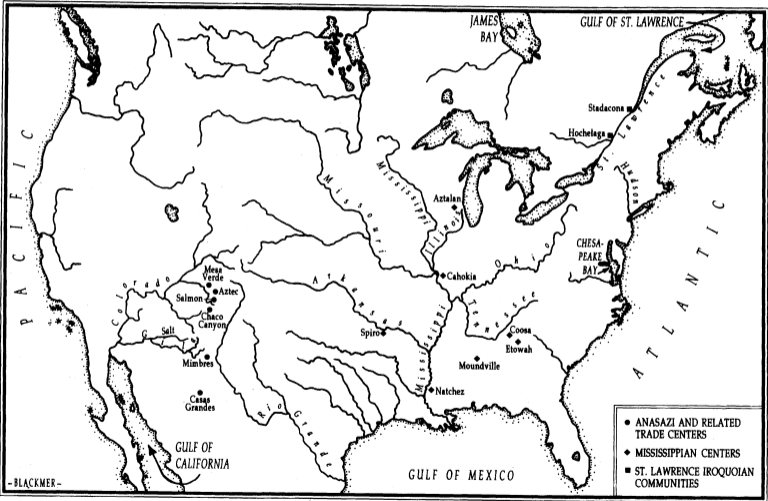 JAMES
BAY
GULF OF ST. LAWRENCE
Stadacona
Hochelaga
St. Lawrence
Hudson
PACIFIC
Mississippi
Missouri
Aztalan
Illinois
CHESA-
PEAKE
BAY
ATLANTIC
Ohio
Cahokia
Mesa
Verde
Colorado
Aztec
Salmon
Chaco
Canyon
Arkansas
Tennessee
G
Salt
Spiro
Coosa
Etowah
Mississippi
Moundville
Mimbres
Natchez
Casas
Grandes
Rio Grande
GULF OF
CALIFORNIA
GULF OF MEXICO
ANASAZI AND RELATED
TRADE CENTERS
MISSISSIPPIAN CENTERS
ST. LAWRENCE IROQUOIAN
COMMUNITIES
-BLACKMER-